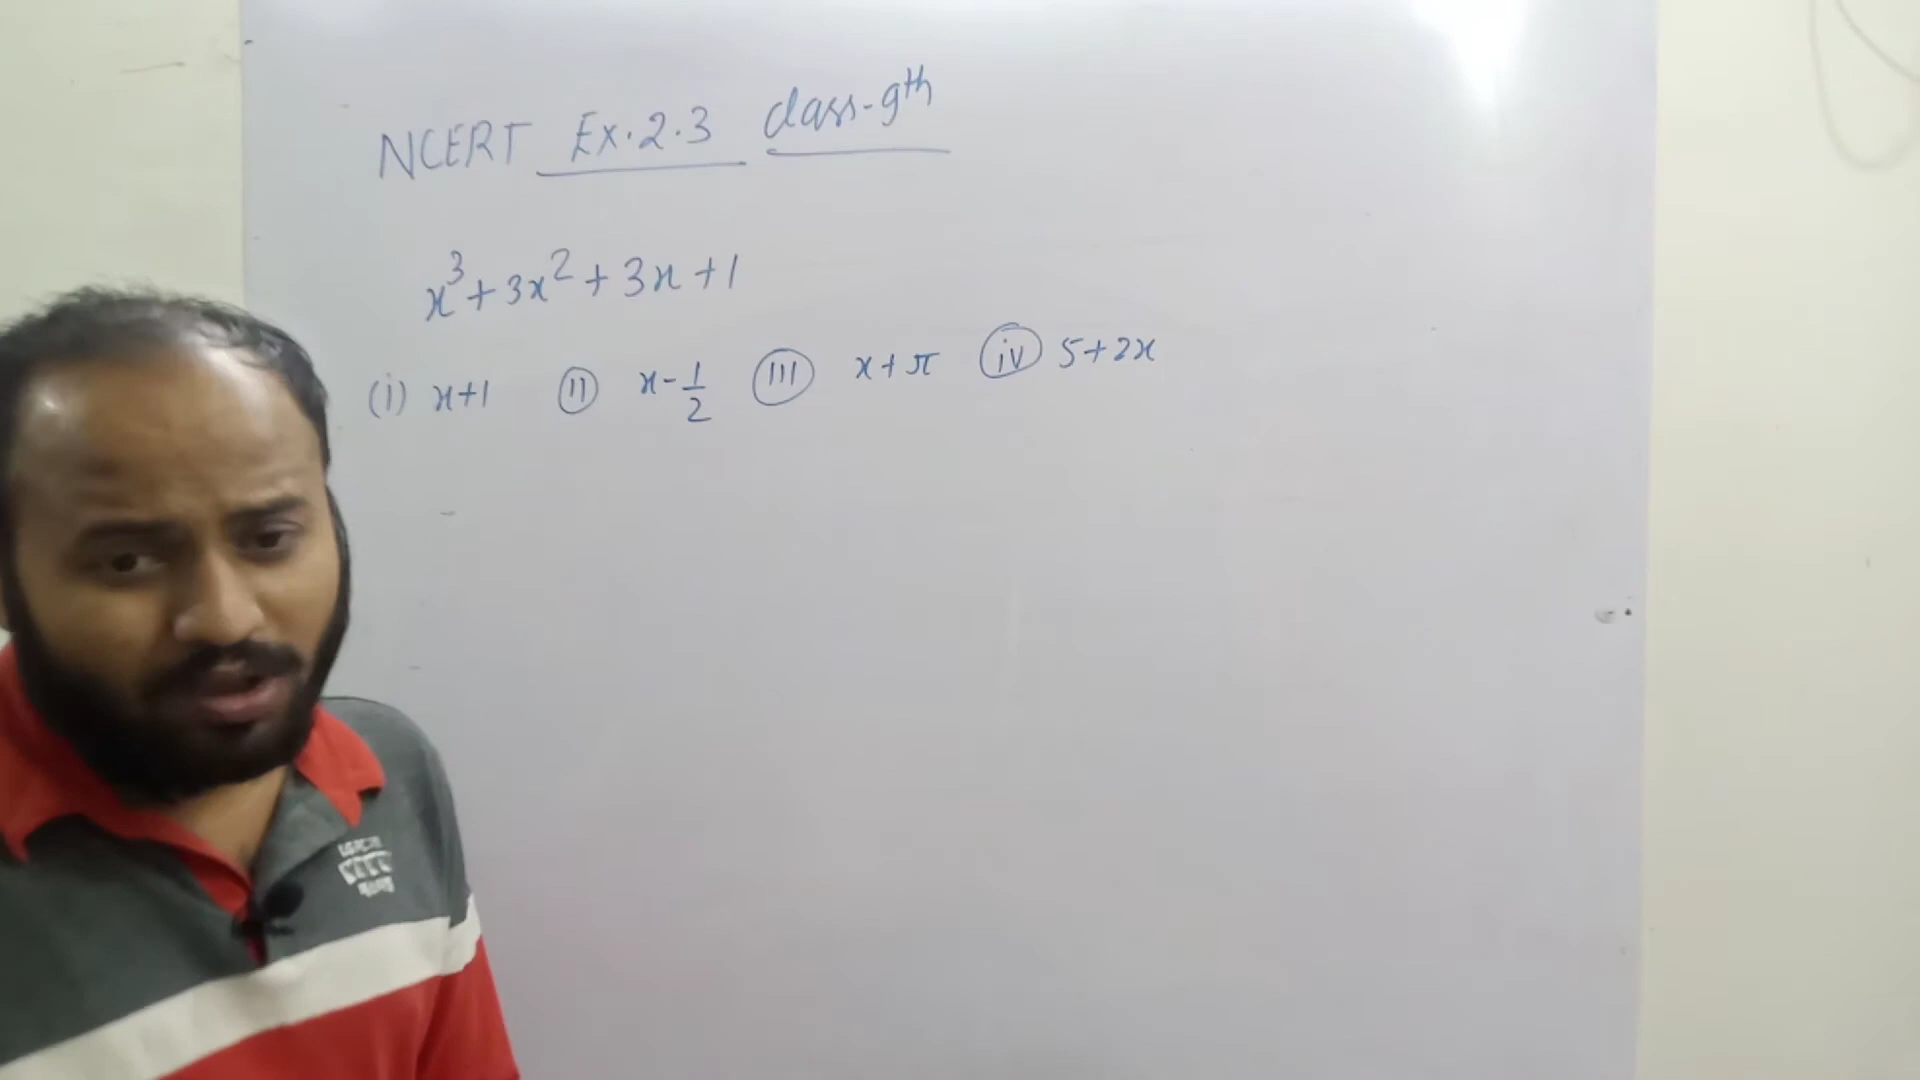 NCERT Ex. 2.3 class-9th
x³+3x²+3x+1
(i) x+1 (ii) x-1/2 (iii) x+π (iv) 5+2x